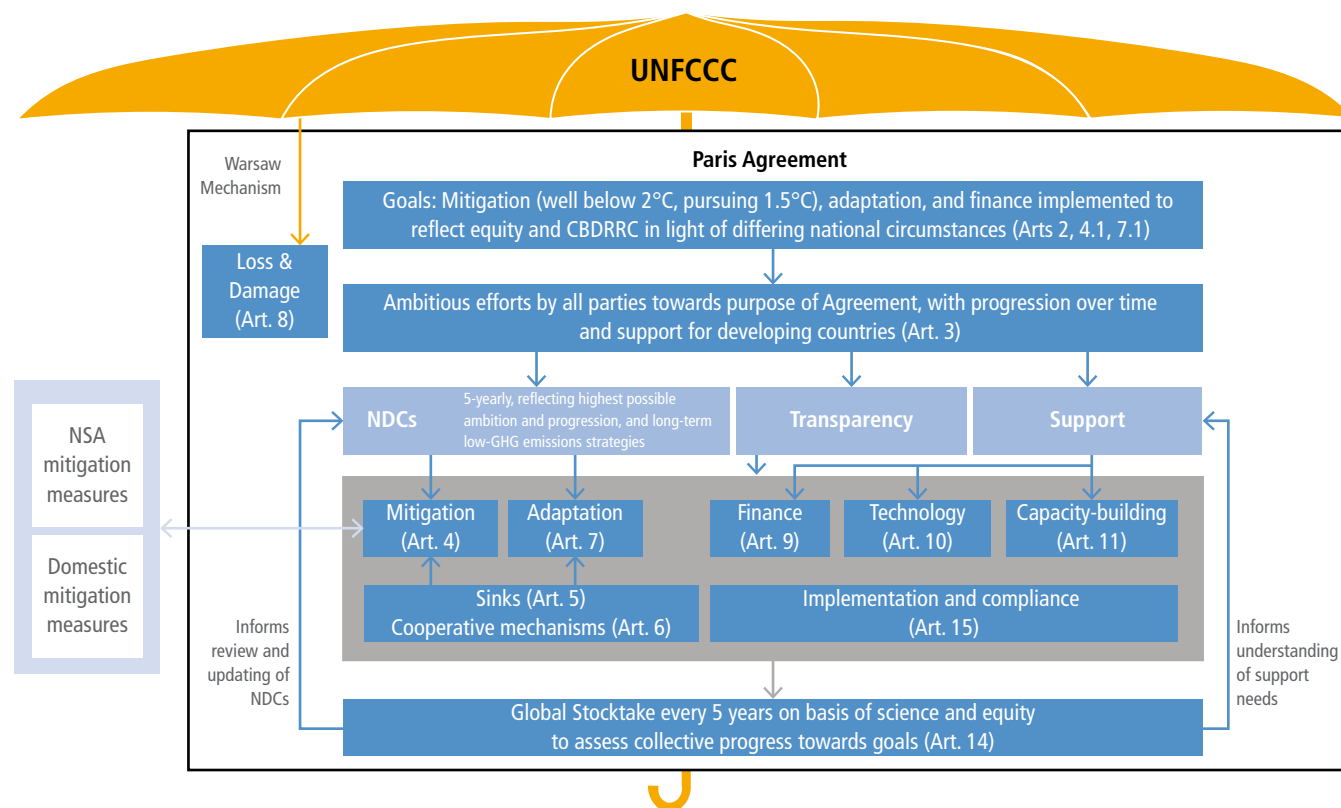 UNFCCC
Warsaw
Mechanism
Paris Agreement
Goals: Mitigation (well below 2°C, pursuing 1.5°C), adaptation, and finance implemented to
reflect equity and CBDRRC in light of differing national circumstances (Arts 2, 4.1, 7.1)
Loss &
Damage
(Art. 8)
Ambitious efforts by all parties towards purpose of Agreement, with progression over time
and support for developing countries (Art. 3)
NDCs
5-yearly, reflecting highest possible
ambition and progression, and long-term
low-GHG emissions strategies
Transparency
Support
NSA
mitigation
measures
Domestic
mitigation
measures
Mitigation
(Art. 4)
Adaptation
(Art. 7)
Finance
(Art. 9)
Technology
(Art. 10)
Capacity-building
(Art. 11)
Sinks (Art. 5)
Cooperative mechanisms (Art. 6)
Implementation and compliance
(Art. 15)
Informs
review and
updating of
NDCs
Informs
understanding
of support
needs
Global Stocktake every 5 years on basis of science and equity
to assess collective progress towards goals (Art. 14)